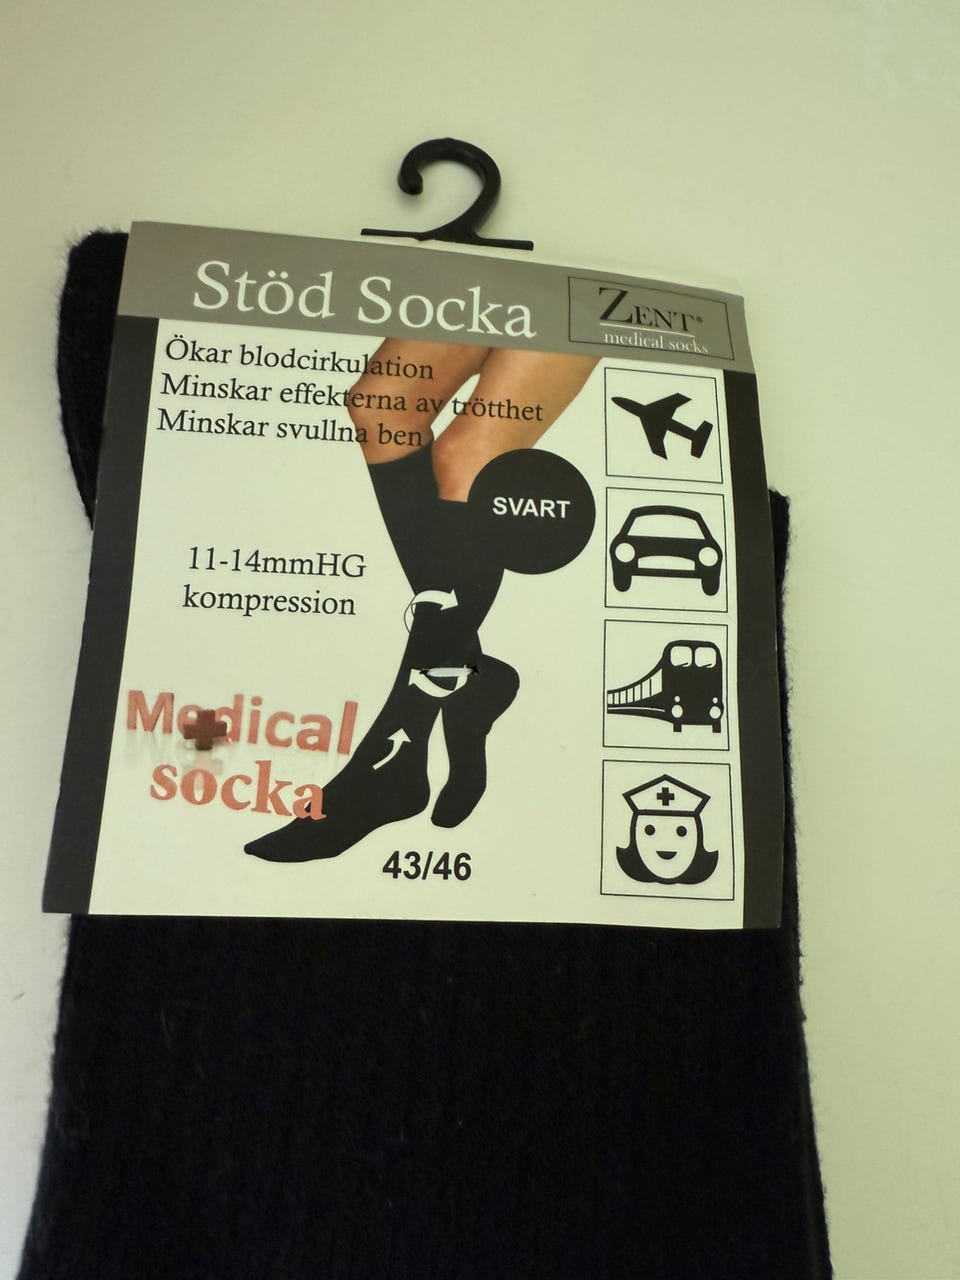 Stöd Socka
ZENT®
medical socks
Ökar blodcirkulation
Minskar effekterna av trötthet
Minskar svullna ben
SVART
11-14mmHG
kompression
Medical
socka
43/46